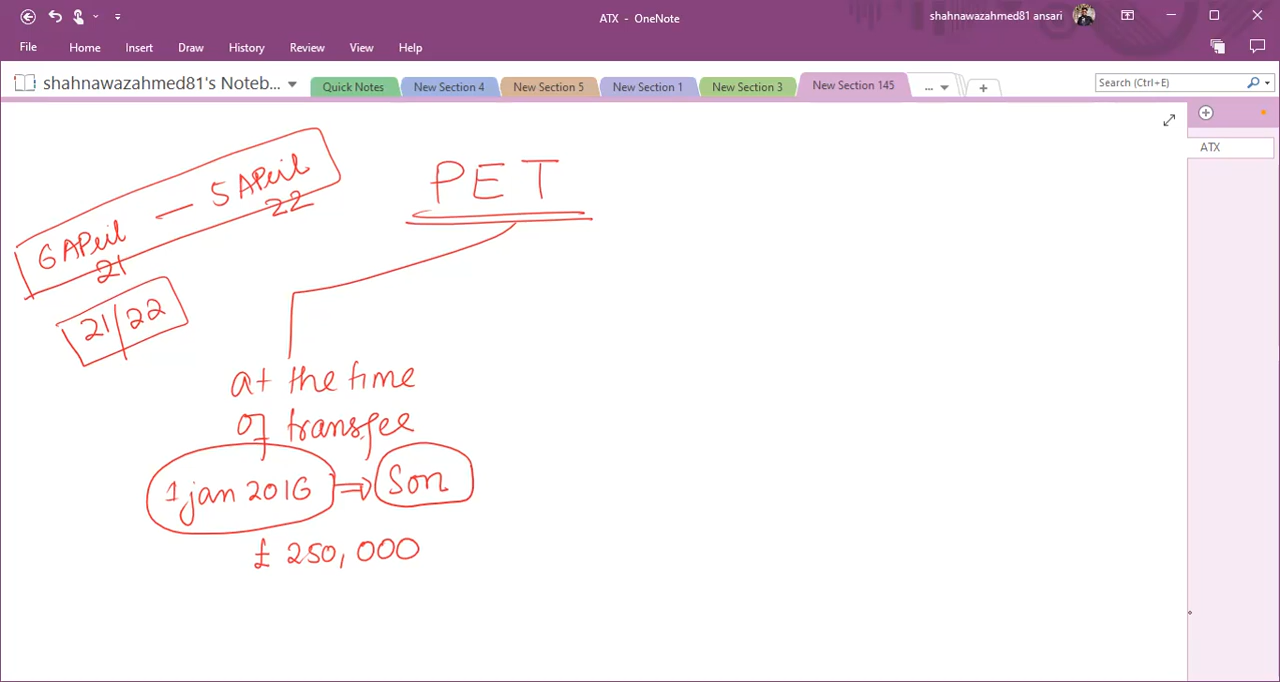 ATX - OneNote
shahnawazahmed81 ansari
File Home Insert Draw History Review View Help
shahnawazahmed81's Noteb...
Quick Notes
New Section 4
New Section 5
New Section 1
New Section 3
New Section 145
...
Search (Ctrl+E)
ATX
PET
6 APril — 5 APril
21 22
21/22
at the time
of transfer
1 jan 2016 ⇒ Son
£ 250,000